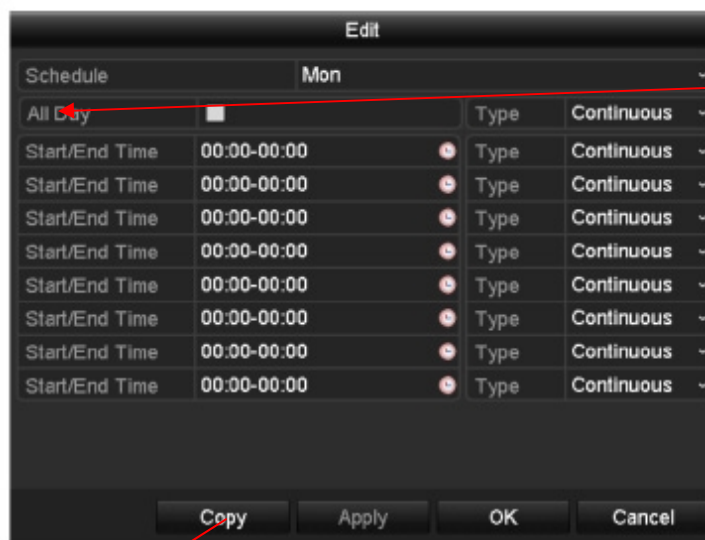 Edit
Schedule Mon
All Day Type Continuous
Start/End Time 00:00-00:00 Type Continuous
Start/End Time 00:00-00:00 Type Continuous
Start/End Time 00:00-00:00 Type Continuous
Start/End Time 00:00-00:00 Type Continuous
Start/End Time 00:00-00:00 Type Continuous
Start/End Time 00:00-00:00 Type Continuous
Start/End Time 00:00-00:00 Type Continuous
Start/End Time 00:00-00:00 Type Continuous
Copy Apply OK Cancel